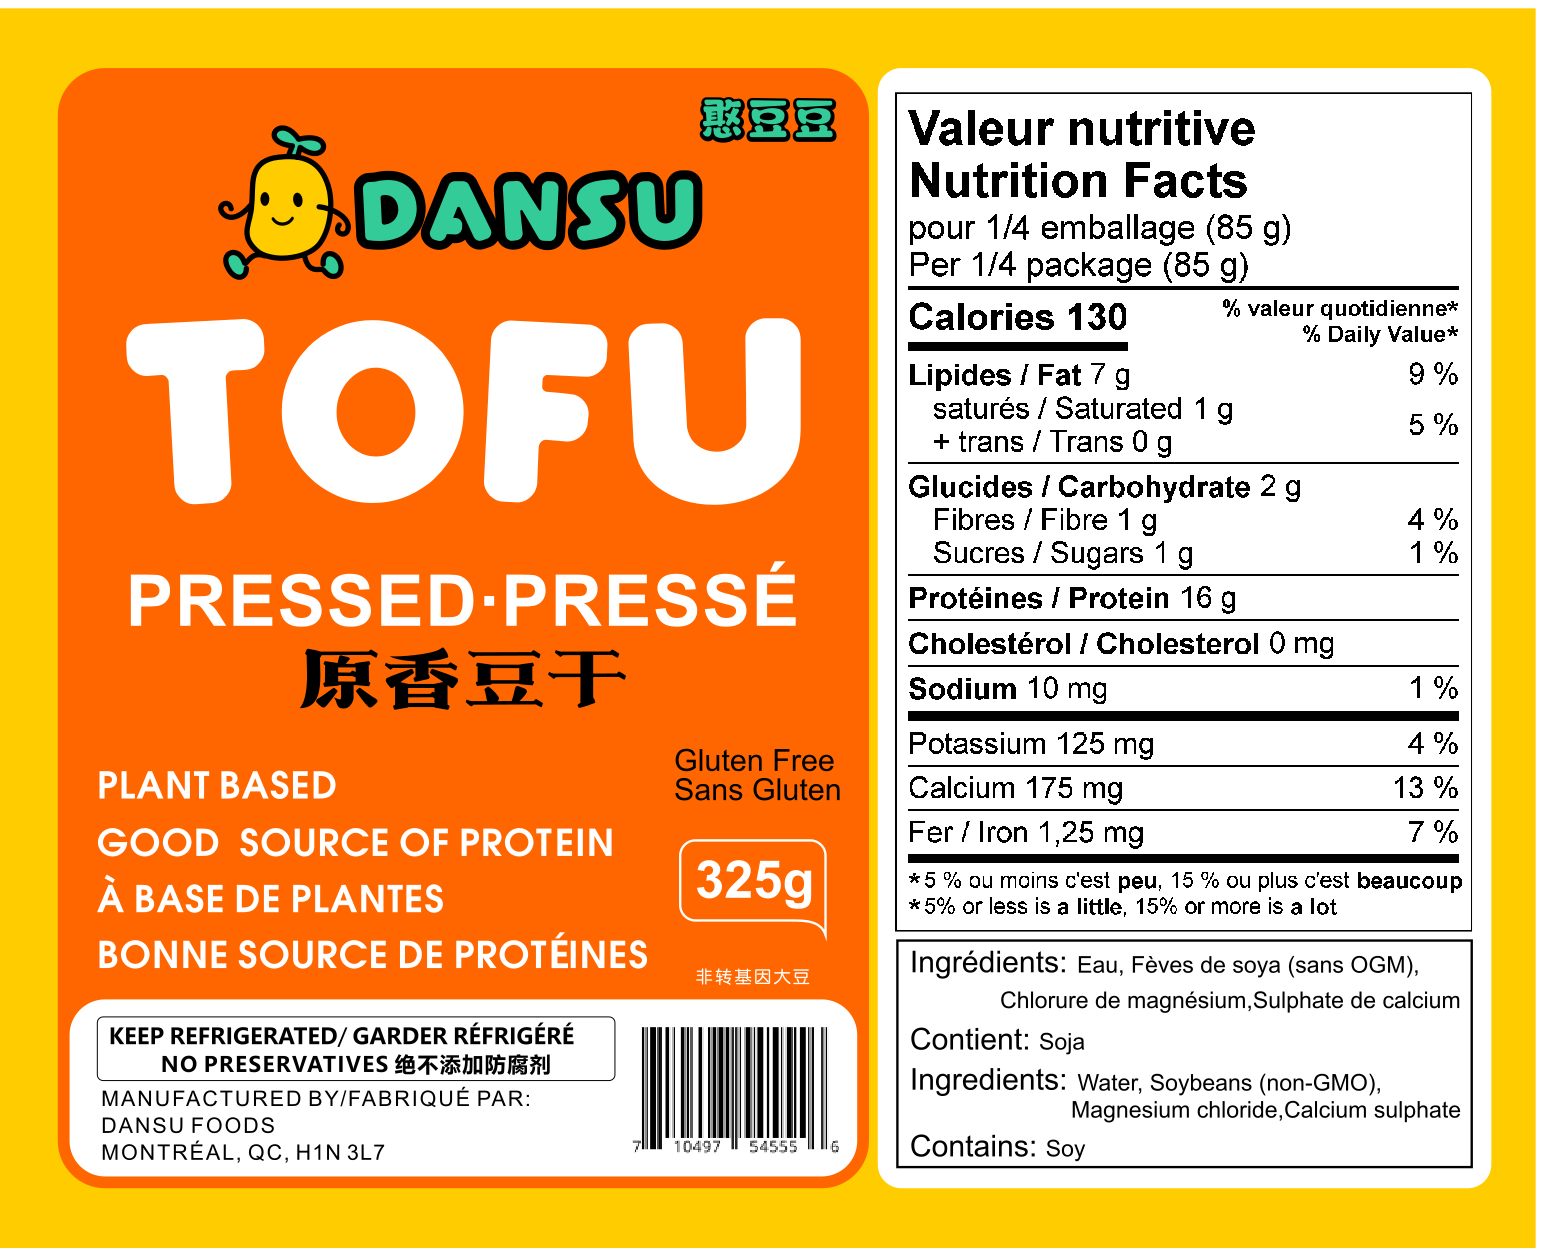 憨豆豆
DANSU
TOFU
PRESSED·PRESSÉ
原香豆干
PLANT BASED
GOOD SOURCE OF PROTEIN
À BASE DE PLANTES
BONNE SOURCE DE PROTÉINES
Gluten Free
Sans Gluten
325g
非转基因大豆
KEEP REFRIGERATED/ GARDER RÉFRIGÉRÉ
NO PRESERVATIVES 绝不添加防腐剂
MANUFACTURED BY/FABRIQUÉ PAR:
DANSU FOODS
MONTRÉAL, QC, H1N 3L7
7 10497 54555 6
Valeur nutritive
Nutrition Facts
pour 1/4 emballage (85 g)
Per 1/4 package (85 g)
Calories 130
% valeur quotidienne*
% Daily Value*
Lipides / Fat 7 g 9 %
saturés / Saturated 1 g
+ trans / Trans 0 g 5 %
Glucides / Carbohydrate 2 g
Fibres / Fibre 1 g 4 %
Sucres / Sugars 1 g 1 %
Protéines / Protein 16 g
Cholestérol / Cholesterol 0 mg
Sodium 10 mg 1 %
Potassium 125 mg 4 %
Calcium 175 mg 13 %
Fer / Iron 1,25 mg 7 %
*5 % ou moins c'est peu, 15 % ou plus c'est beaucoup
*5% or less is a little, 15% or more is a lot
Ingrédients: Eau, Fèves de soya (sans OGM),
Chlorure de magnésium,Sulphate de calcium
Contient: Soja
Ingredients: Water, Soybeans (non-GMO),
Magnesium chloride,Calcium sulphate
Contains: Soy